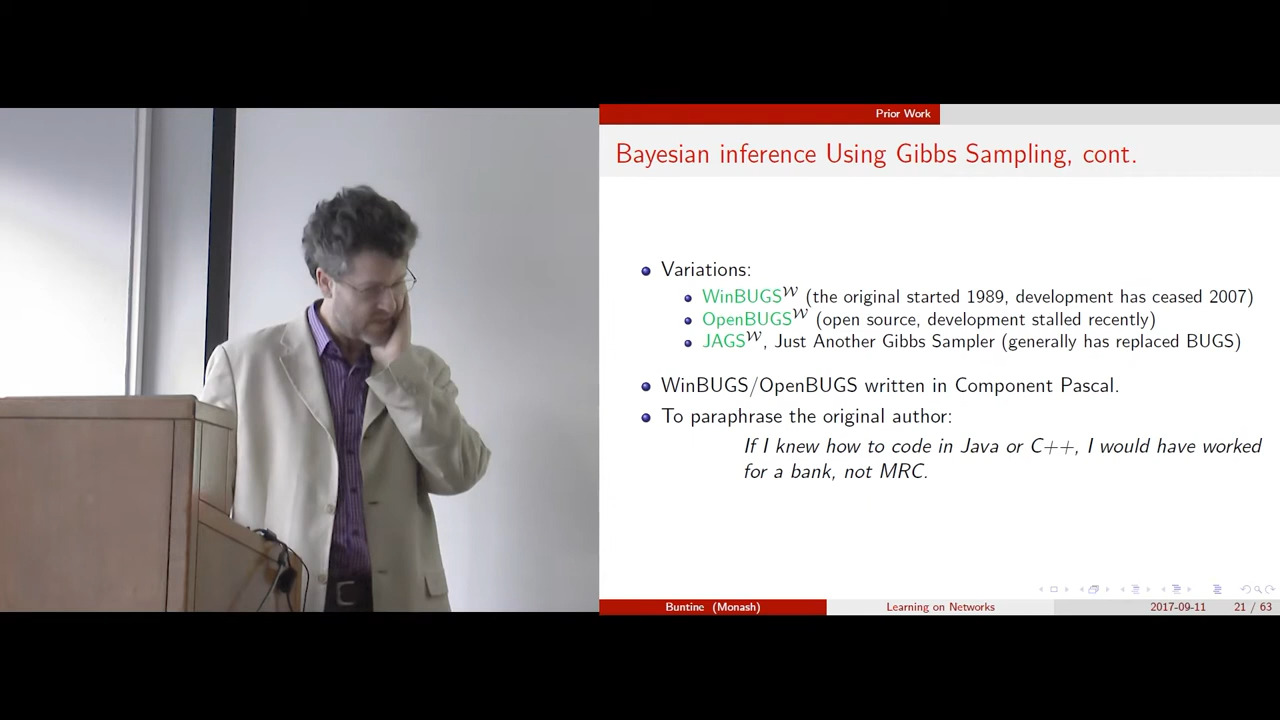 Prior Work
Bayesian inference Using Gibbs Sampling, cont.
Variations:
WinBUGS𝒲 (the original started 1989, development has ceased 2007)
OpenBUGS𝒲 (open source, development stalled recently)
JAGS𝒲, Just Another Gibbs Sampler (generally has replaced BUGS)
WinBUGS/OpenBUGS written in Component Pascal.
To paraphrase the original author:
If I knew how to code in Java or C++, I would have worked
for a bank, not MRC.
Buntine (Monash) Learning on Networks 2017-09-11 21 / 63